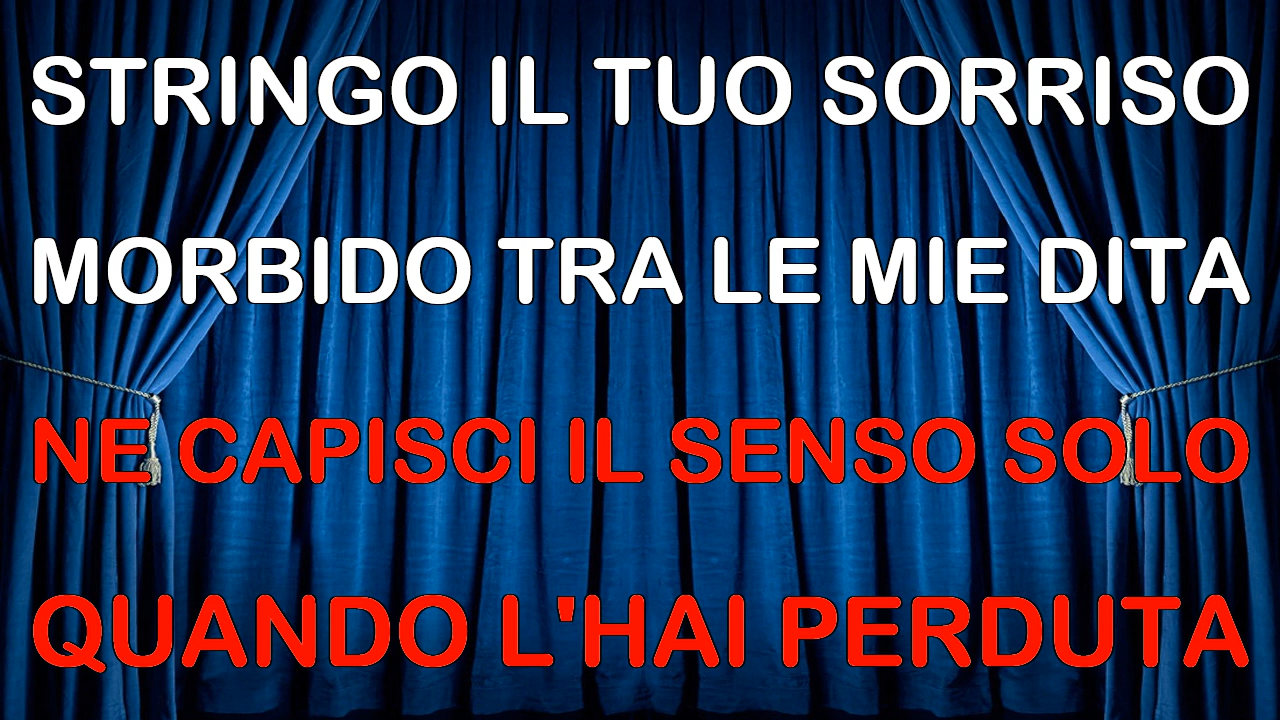 STRINGO IL TUO SORRISO
MORBIDO TRA LE MIE DITA
NE CAPISCI IL SENSO SOLO
QUANDO L'HAI PERDUTA